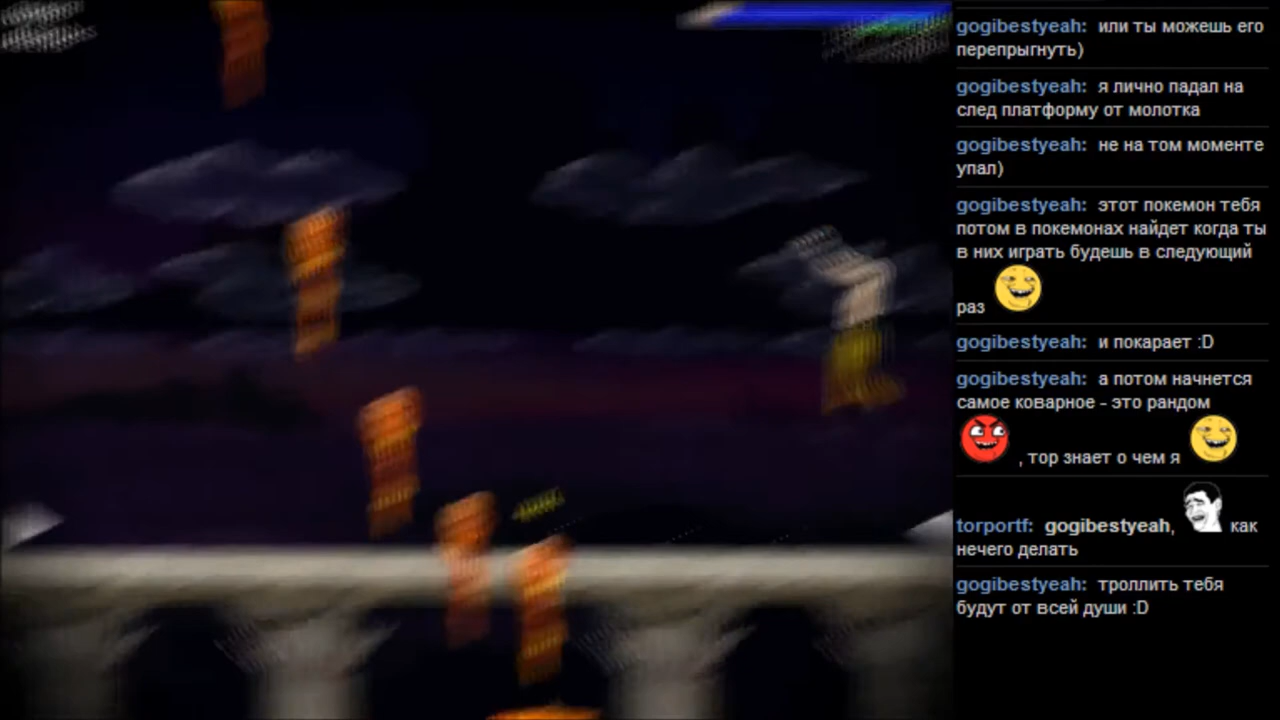 gogibestyeah: или ты можешь его
перепрыгнуть)
gogibestyeah: я лично падал на
след платформу от молотка
gogibestyeah: не на том моменте
упал)
gogibestyeah: этот покемон тебя
потом в покемонах найдет когда ты
в них играть будешь в следующий
раз
gogibestyeah: и покарает :D
gogibestyeah: а потом начнется
самое коварное - это рандом
, тор знает о чем я
torportf: gogibestyeah, как
нечего делать
gogibestyeah: троллить тебя
будут от всей души :D